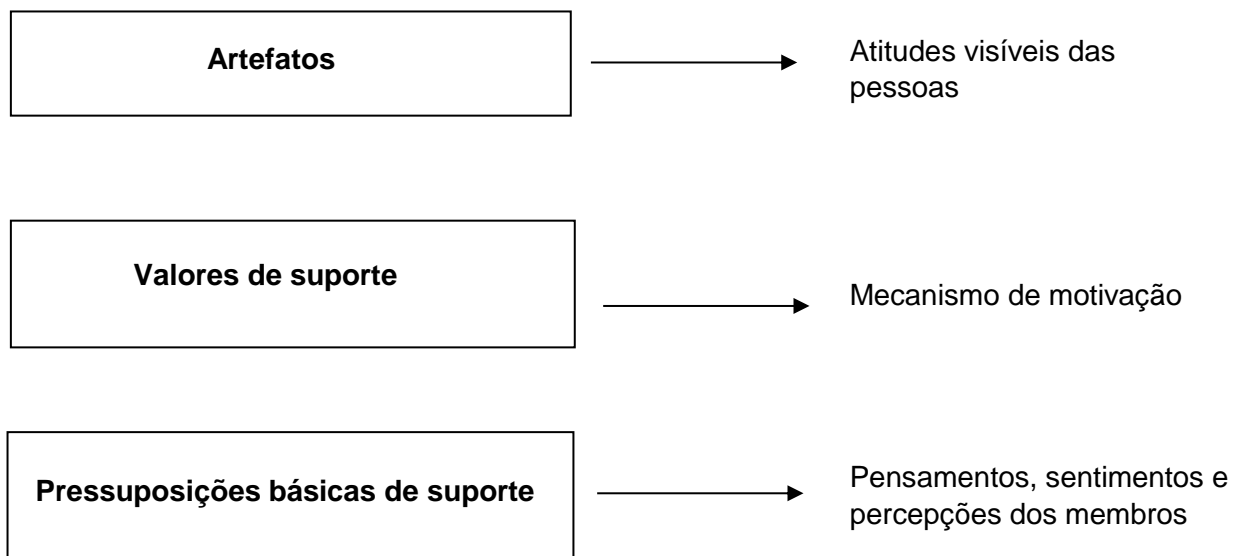 Artefatos
Atitudes visíveis das
pessoas
Valores de suporte
Mecanismo de motivação
Pressuposições básicas de suporte
Pensamentos, sentimentos e
percepções dos membros